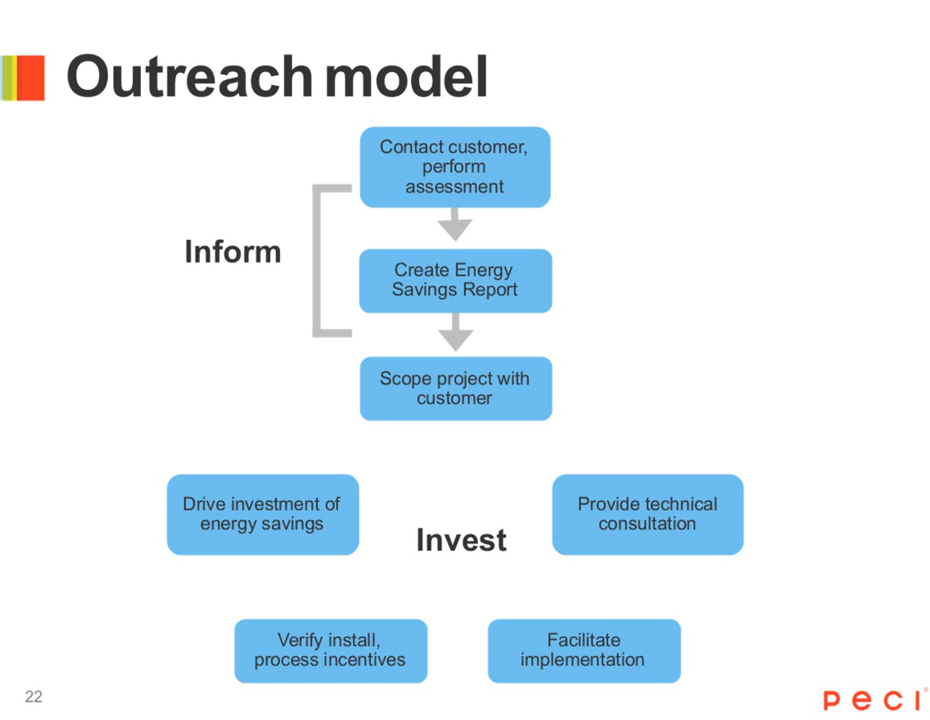 Outreach model
Contact customer,
perform
assessment
Inform
Create Energy
Savings Report
Scope project with
customer
Drive investment of
energy savings
Provide technical
consultation
Invest
Verify install,
process incentives
Facilitate
implementation
22
peci®